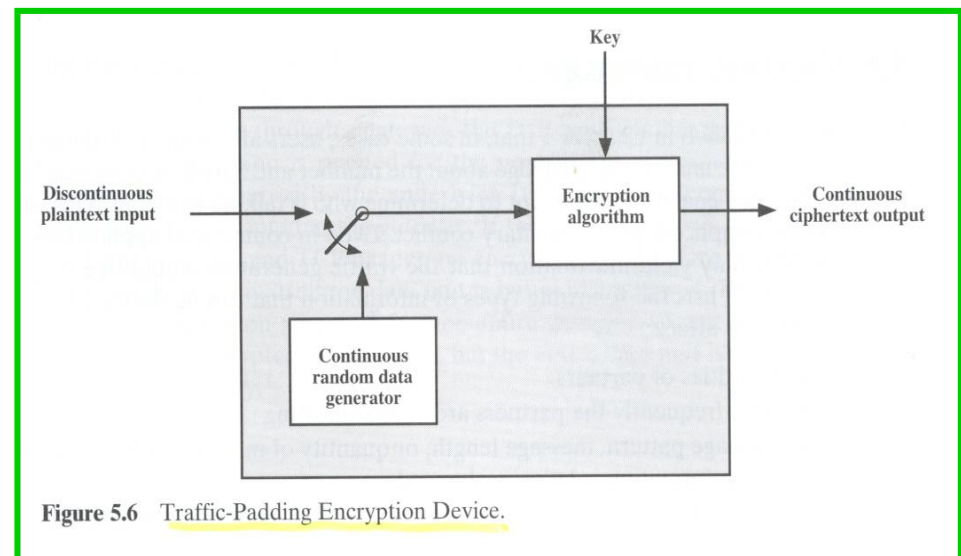 Key
Discontinuous
plaintext input
Encryption
algorithm
Continuous
ciphertext output
Continuous
random data
generator
Figure 5.6 Traffic-Padding Encryption Device.